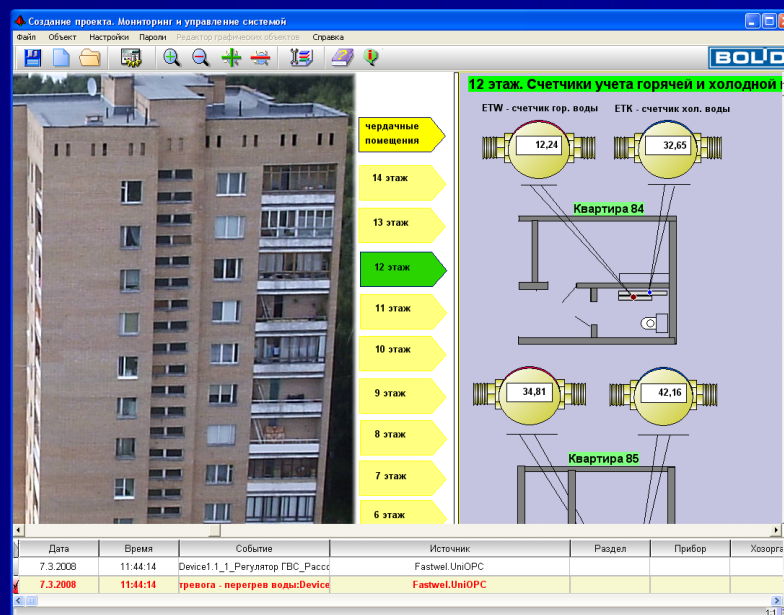 Создание проекта. Мониторинг и управление системой
Файл Объект Настройки Пароли Редактор графических объектов Справка
BOLID
12 этаж. Счетчики учета горячей и холодной
ETW - счетчик гор. воды ETK - счетчик хол. воды
12,24 32,65
Квартира 84
чердачные
помещения
14 этаж
13 этаж
12 этаж
11 этаж
10 этаж
9 этаж
8 этаж
7 этаж
6 этаж
34,81 42,16
Квартира 85
Дата Время Событие Источник Раздел Прибор Хозорга
7.3.2008 11:44:14 Device1.1_1_Регулятор ГВС_Рассо Fastwel.UniOPC
7.3.2008 11:44:14 тревога - перегрев воды:Device Fastwel.UniOPC
1:1